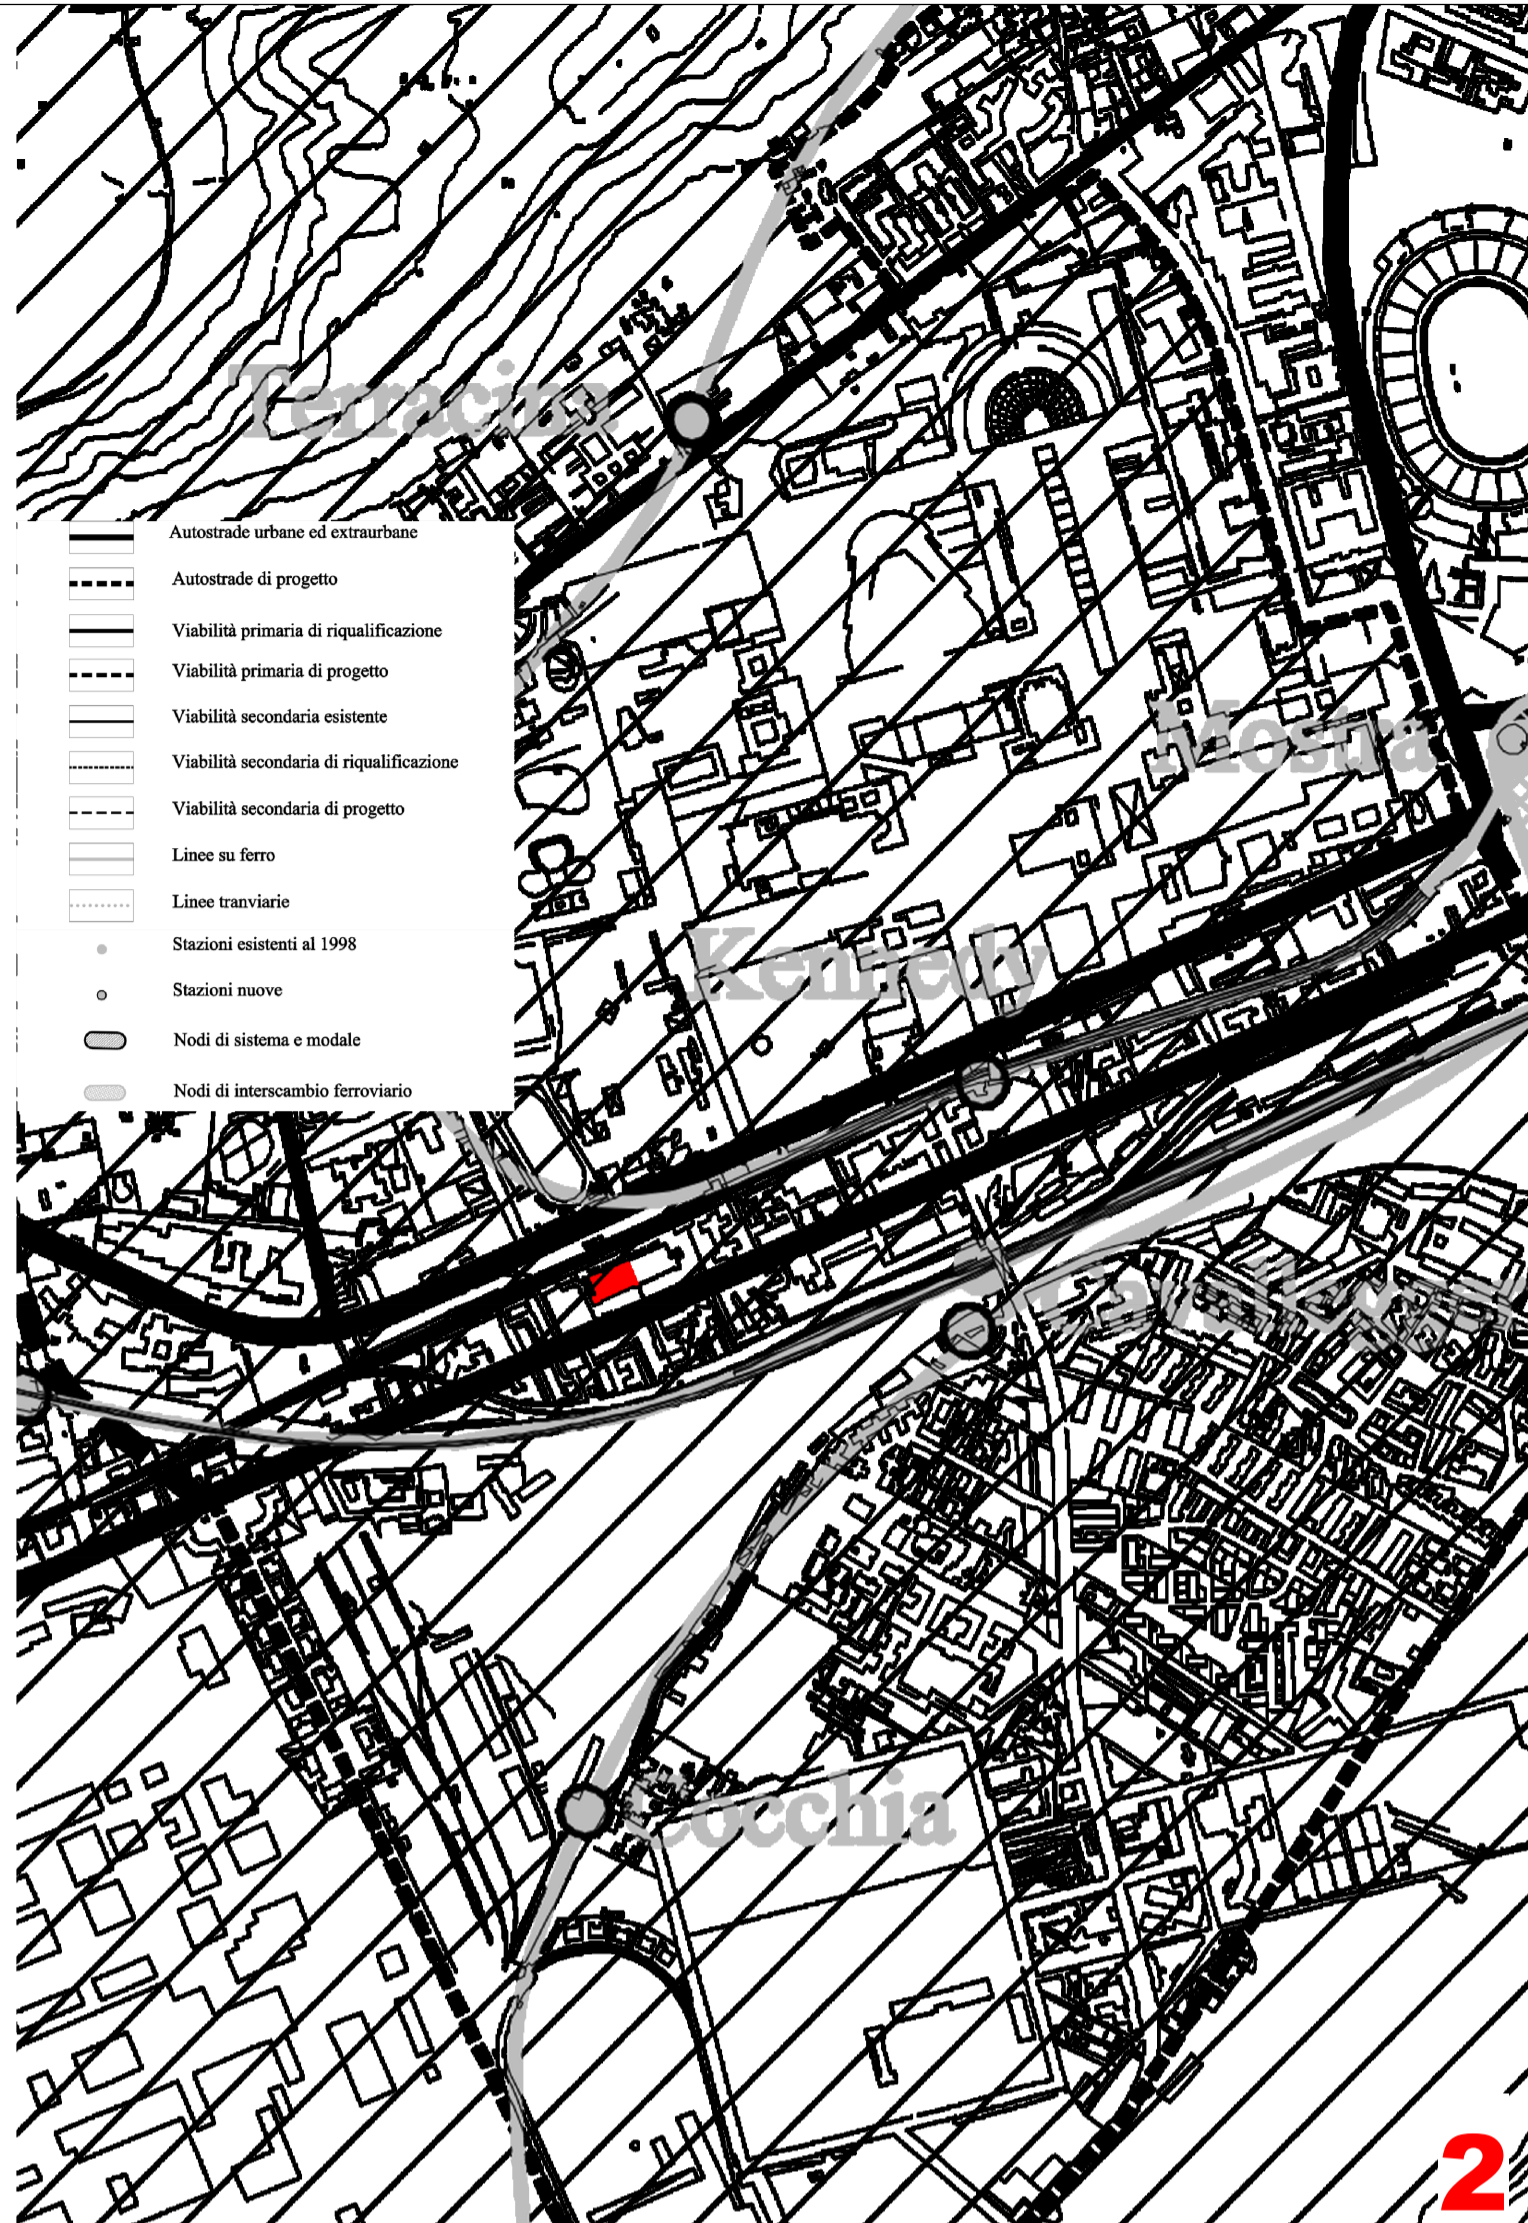 Terracina
Autostrade urbane ed extraurbane
Autostrade di progetto
Viabilità primaria di riqualificazione
Viabilità primaria di progetto
Viabilità secondaria esistente
Viabilità secondaria di riqualificazione
Viabilità secondaria di progetto
Linee su ferro
Linee tranviarie
Stazioni esistenti al 1998
Stazioni nuove
Nodi di sistema e modale
Nodi di interscambio ferroviario
Mostra
Kennedy
Cocchia
2